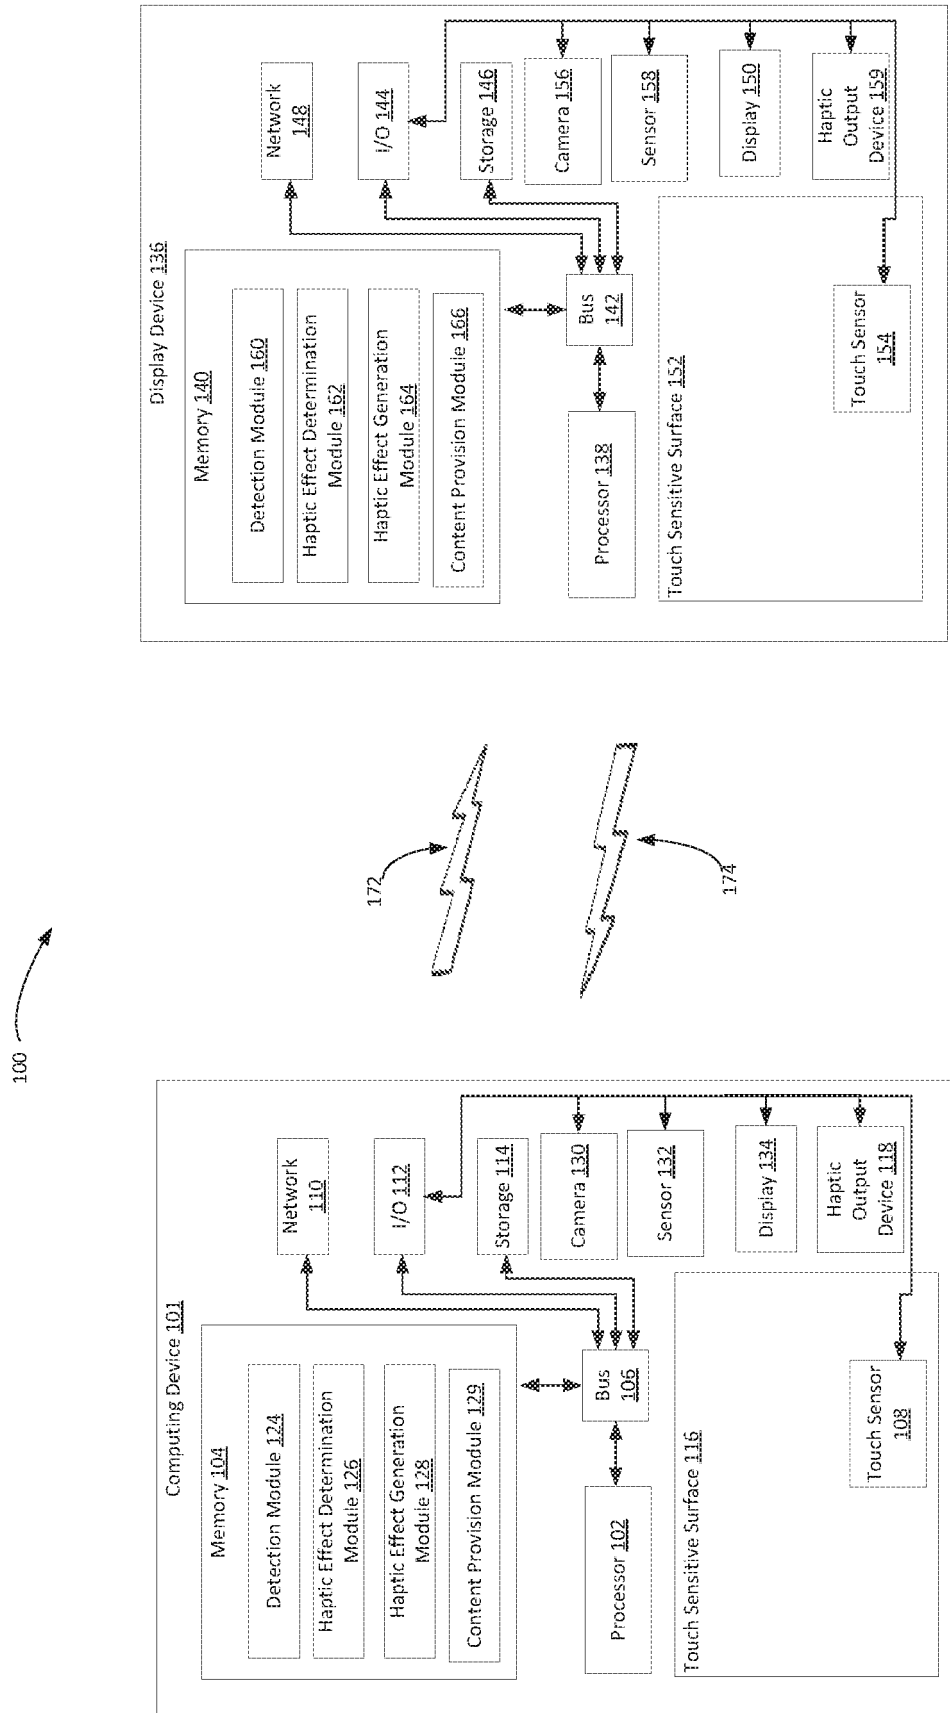 100
Computing Device 101
Memory 104
Detection Module 124
Haptic Effect Determination
Module 126
Haptic Effect Generation
Module 128
Content Provision Module 129
Network
110
I/O 112
Storage 114
Camera 130
Sensor 132
Display 134
Haptic
Output
Device 118
Bus
106
Processor 102
Touch Sensitive Surface 116
Touch Sensor
108
172
174
Display Device 136
Memory 140
Detection Module 160
Haptic Effect Determination
Module 162
Haptic Effect Generation
Module 164
Content Provision Module 166
Network
148
I/O 144
Storage 146
Camera 156
Sensor 158
Display 150
Haptic
Output
Device 159
Bus
142
Processor 138
Touch Sensitive Surface 152
Touch Sensor
154